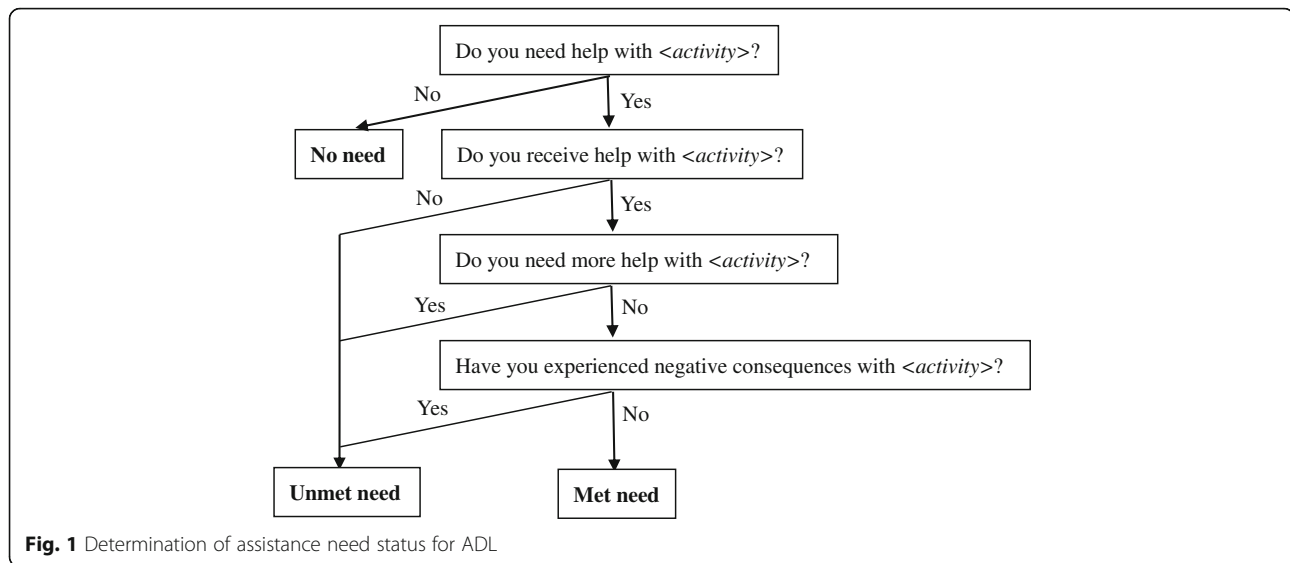 Do you need help with <activity>?
No
Yes
No need
Do you receive help with <activity>?
No
Yes
Do you need more help with <activity>?
Yes
No
Have you experienced negative consequences with <activity>?
Yes
No
Unmet need
Met need
Fig. 1 Determination of assistance need status for ADL